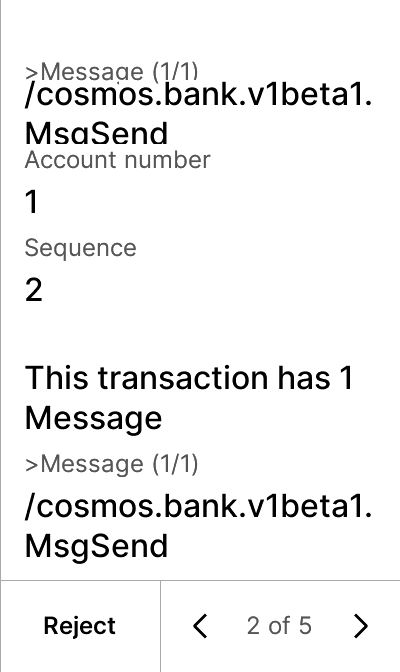 >Message (1/1)
/cosmos.bank.v1beta1.
MsgSend
Account number
1
Sequence
2
This transaction has 1
Message
>Message (1/1)
/cosmos.bank.v1beta1.
MsgSend
Reject
2 of 5